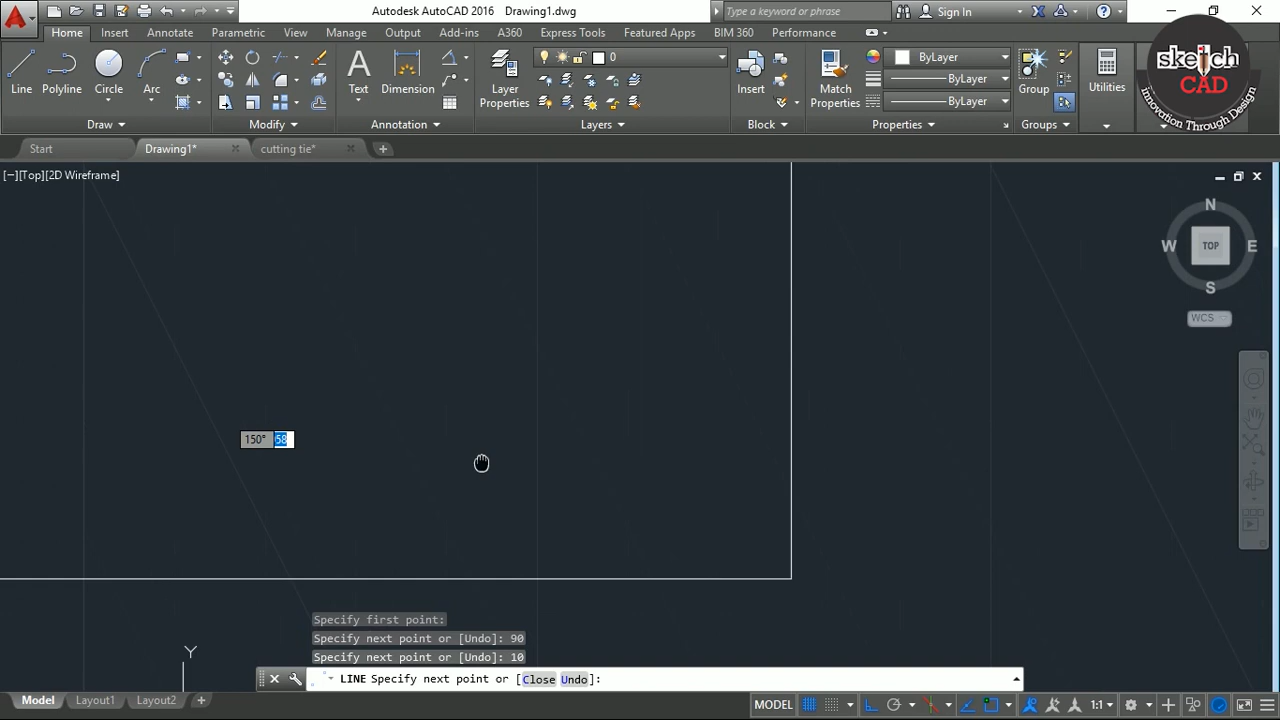 Autodesk AutoCAD 2016 Drawing1.dwg
Type a keyword or phrase
Sign In
Home Insert Annotate Parametric View Manage Output Add-ins A360 Express Tools Featured Apps BIM 360 Performance
sketch
CAD
Innovation Through Design
0
ByLayer
ByLayer
ByLayer
Line Polyline Circle Arc
Text Dimension
Layer
Properties
Insert
Match
Properties
Group
Utilities
Draw Modify Annotation Layers Block Properties Groups
Start Drawing1* cutting tie*
[−][Top][2D Wireframe]
N
W TOP E
S
WCS
150° 58
Specify first point:
Specify next point or [Undo]: 90
Specify next point or [Undo]: 10
Y
LINE Specify next point or [Close Undo]:
Model Layout1 Layout2 +
MODEL
1:1